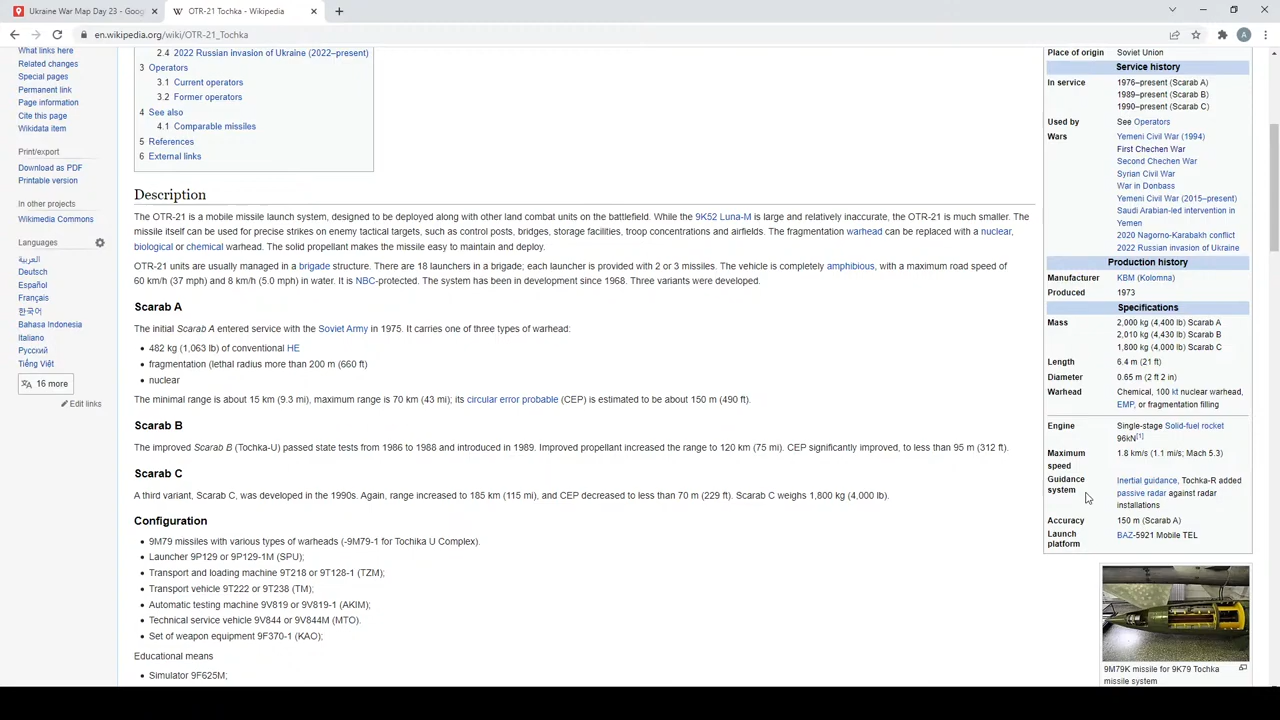 Ukraine War Map Day 23 - Goog
OTR-21 Tochka - Wikipedia
en.wikipedia.org/wiki/OTR-21_Tochka
A
What links here
Related changes
Special pages
Permanent link
Page information
Cite this page
Wikidata item
Print/export
Download as PDF
Printable version
In other projects
Wikimedia Commons
Languages
العربية
Deutsch
Español
Français
한국어
Bahasa Indonesia
Italiano
Русский
Tiếng Việt
16 more
Edit links
2.4 2022 Russian invasion of Ukraine (2022–present)
3 Operators
3.1 Current operators
3.2 Former operators
4 See also
4.1 Comparable missiles
5 References
6 External links
Description
The OTR-21 is a mobile missile launch system, designed to be deployed along with other land combat units on the battlefield. While the 9K52 Luna-M is large and relatively inaccurate, the OTR-21 is much smaller. The
missile itself can be used for precise strikes on enemy tactical targets, such as control posts, bridges, storage facilities, troop concentrations and airfields. The fragmentation warhead can be replaced with a nuclear,
biological or chemical warhead. The solid propellant makes the missile easy to maintain and deploy.
OTR-21 units are usually managed in a brigade structure. There are 18 launchers in a brigade; each launcher is provided with 2 or 3 missiles. The vehicle is completely amphibious, with a maximum road speed of
60 km/h (37 mph) and 8 km/h (5.0 mph) in water. It is NBC-protected. The system has been in development since 1968. Three variants were developed.
Scarab A
The initial Scarab A entered service with the Soviet Army in 1975. It carries one of three types of warhead:
• 482 kg (1,063 lb) of conventional HE
• fragmentation (lethal radius more than 200 m (660 ft)
• nuclear
The minimal range is about 15 km (9.3 mi), maximum range is 70 km (43 mi); its circular error probable (CEP) is estimated to be about 150 m (490 ft).
Scarab B
The improved Scarab B (Tochka-U) passed state tests from 1986 to 1988 and introduced in 1989. Improved propellant increased the range to 120 km (75 mi). CEP significantly improved, to less than 95 m (312 ft).
Scarab C
A third variant, Scarab C, was developed in the 1990s. Again, range increased to 185 km (115 mi), and CEP decreased to less than 70 m (229 ft). Scarab C weighs 1,800 kg (4,000 lb).
Configuration
• 9M79 missiles with various types of warheads (-9M79-1 for Tochika U Complex).
• Launcher 9P129 or 9P129-1M (SPU);
• Transport and loading machine 9T218 or 9T128-1 (TZM);
• Transport vehicle 9T222 or 9T238 (TM);
• Automatic testing machine 9V819 or 9V819-1 (AKIM);
• Technical service vehicle 9V844 or 9V844M (MTO).
• Set of weapon equipment 9F370-1 (KAO);
Educational means
• Simulator 9F625M;
Place of origin Soviet Union
Service history
In service 1976–present (Scarab A)
1989–present (Scarab B)
1990–present (Scarab C)
Used by See Operators
Wars Yemeni Civil War (1994)
First Chechen War
Second Chechen War
Syrian Civil War
War in Donbass
Yemeni Civil War (2015–present)
Saudi Arabian-led intervention in
Yemen
2020 Nagorno-Karabakh conflict
2022 Russian invasion of Ukraine
Production history
Manufacturer KBM (Kolomna)
Produced 1973
Specifications
Mass 2,000 kg (4,400 lb) Scarab A
2,010 kg (4,430 lb) Scarab B
1,800 kg (4,000 lb) Scarab C
Length 6.4 m (21 ft)
Diameter 0.65 m (2 ft 2 in)
Warhead Chemical, 100 kt nuclear warhead,
EMP, or fragmentation filling
Engine Single-stage Solid-fuel rocket
96kN[1]
Maximum speed 1.8 km/s (1.1 mi/s; Mach 5.3)
Guidance system Inertial guidance, Tochka-R added
passive radar against radar
installations
Accuracy 150 m (Scarab A)
Launch platform BAZ-5921 Mobile TEL
9M79K missile for 9K79 Tochka
missile system